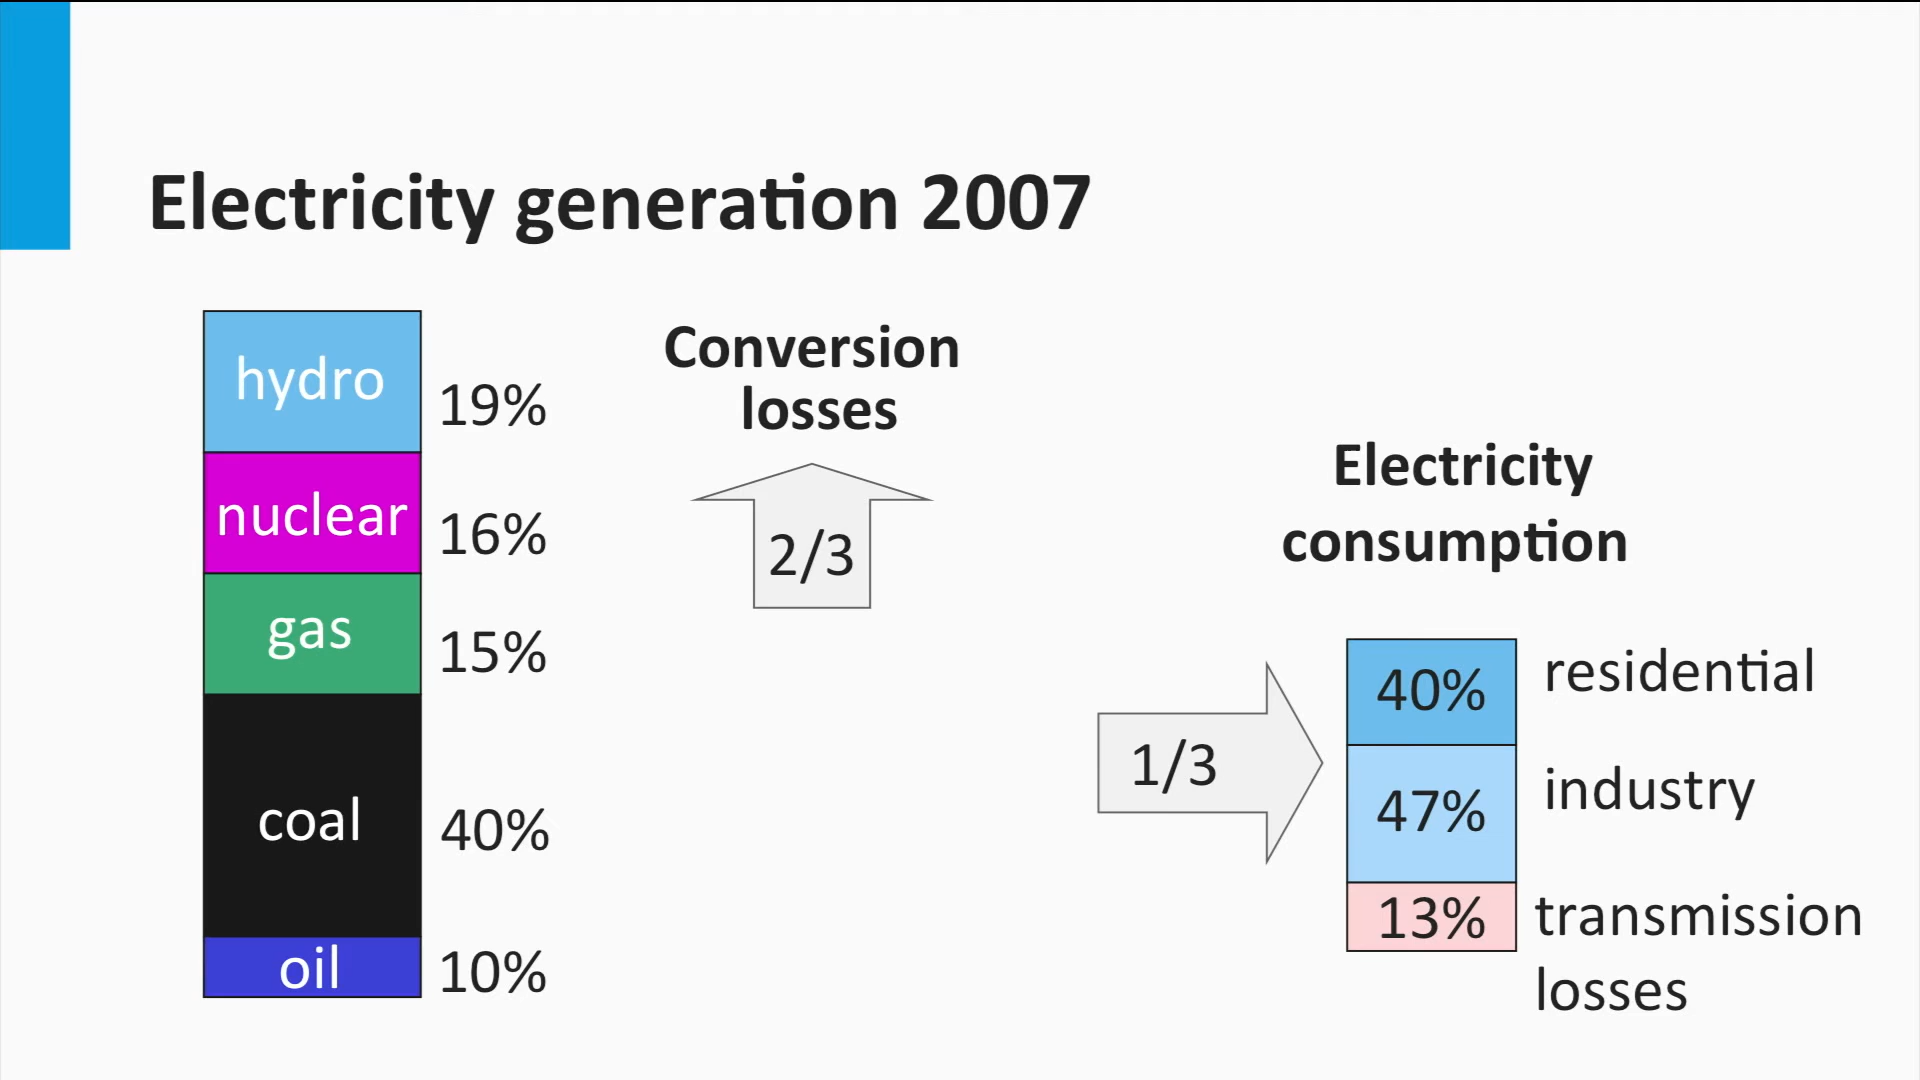 Electricity generation 2007
hydro
19%
nuclear
16%
gas
15%
coal
40%
oil
10%
Conversion
losses
2/3
1/3
Electricity
consumption
40%
residential
47%
industry
13%
transmission
losses